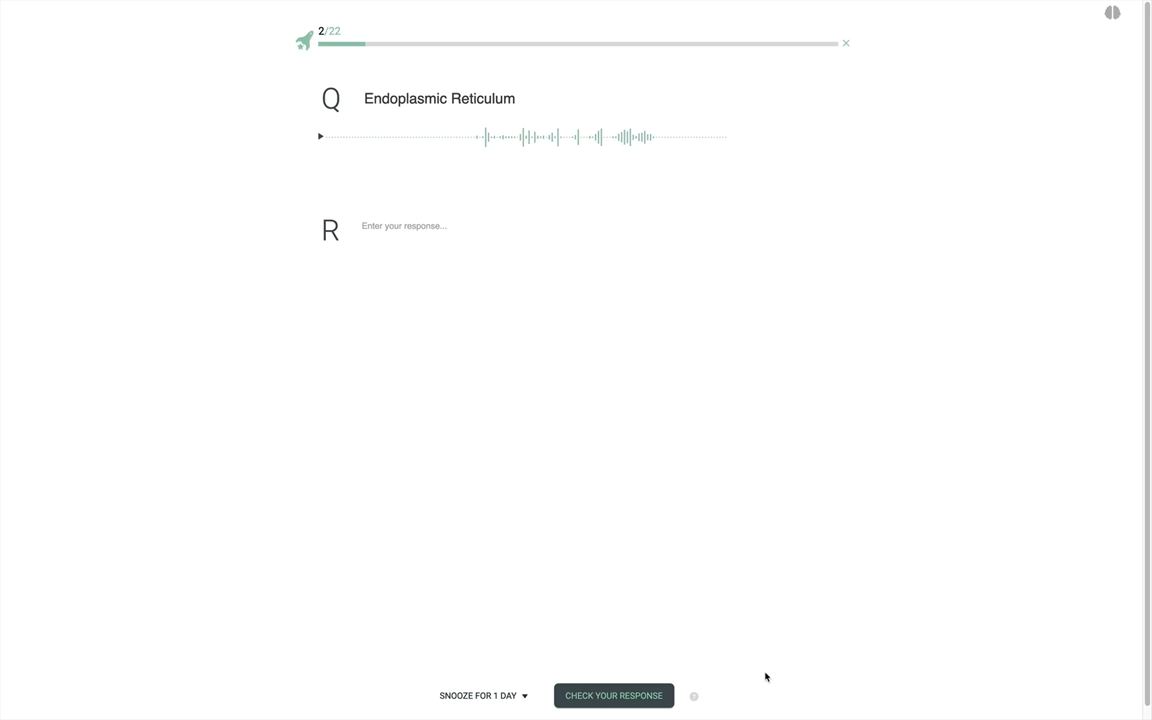 2/22
Q Endoplasmic Reticulum
R Enter your response...
SNOOZE FOR 1 DAY CHECK YOUR RESPONSE ?